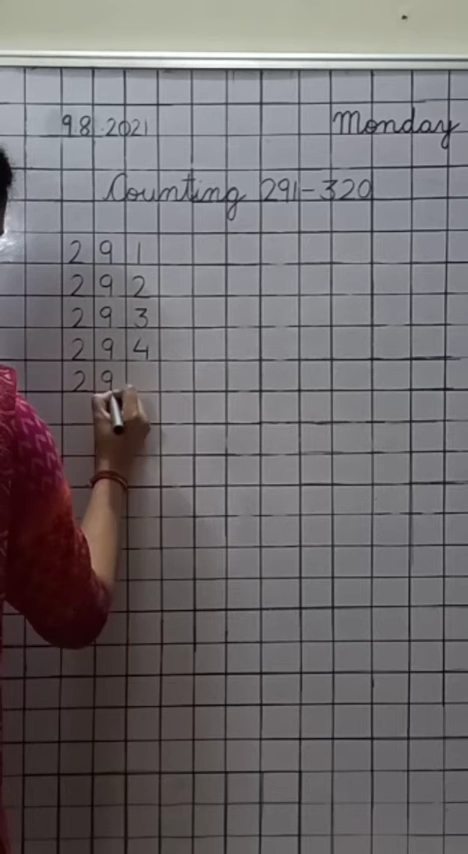 9.8.2021 Monday
Counting 291-320
2 9 1
2 9 2
2 9 3
2 9 4
2 9